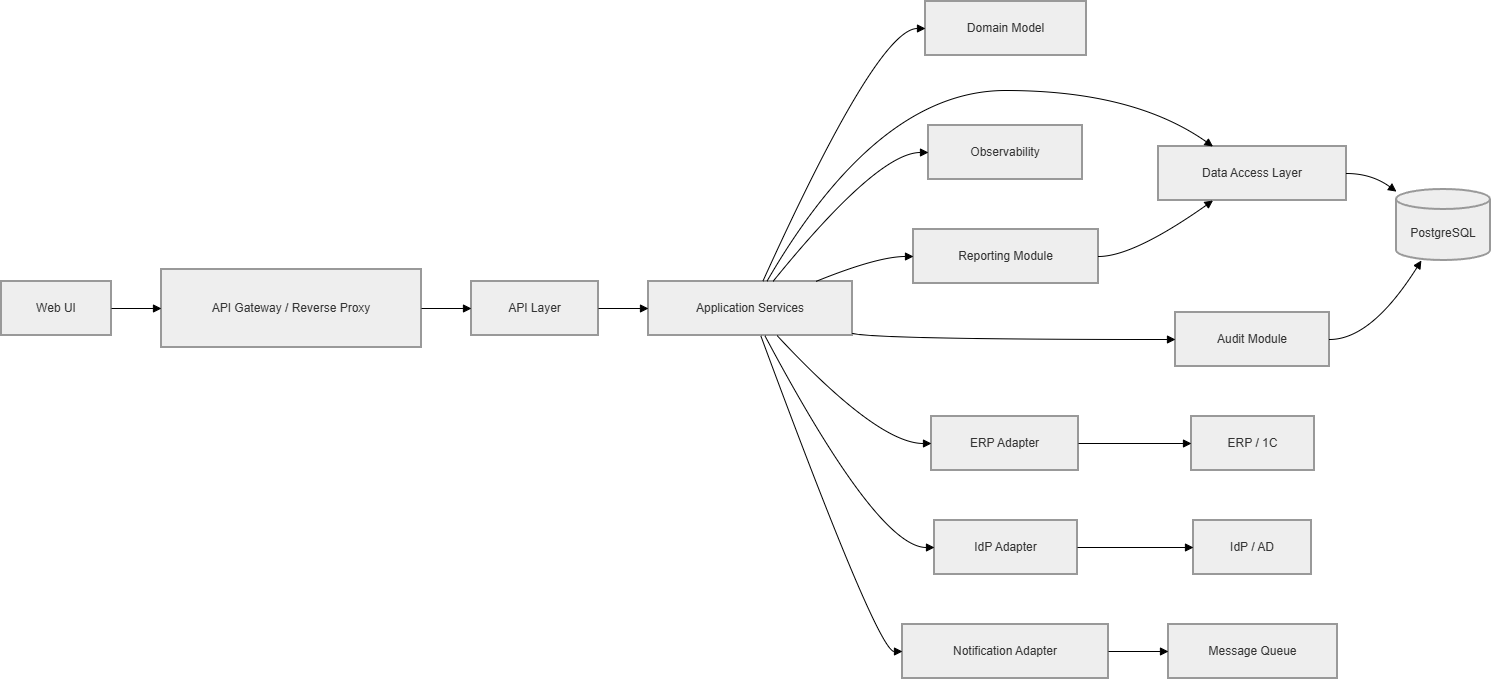 Domain Model
Observability
Data Access Layer
PostgreSQL
Reporting Module
Web UI
API Gateway / Reverse Proxy
API Layer
Application Services
Audit Module
ERP Adapter
ERP / 1C
IdP Adapter
IdP / AD
Notification Adapter
Message Queue